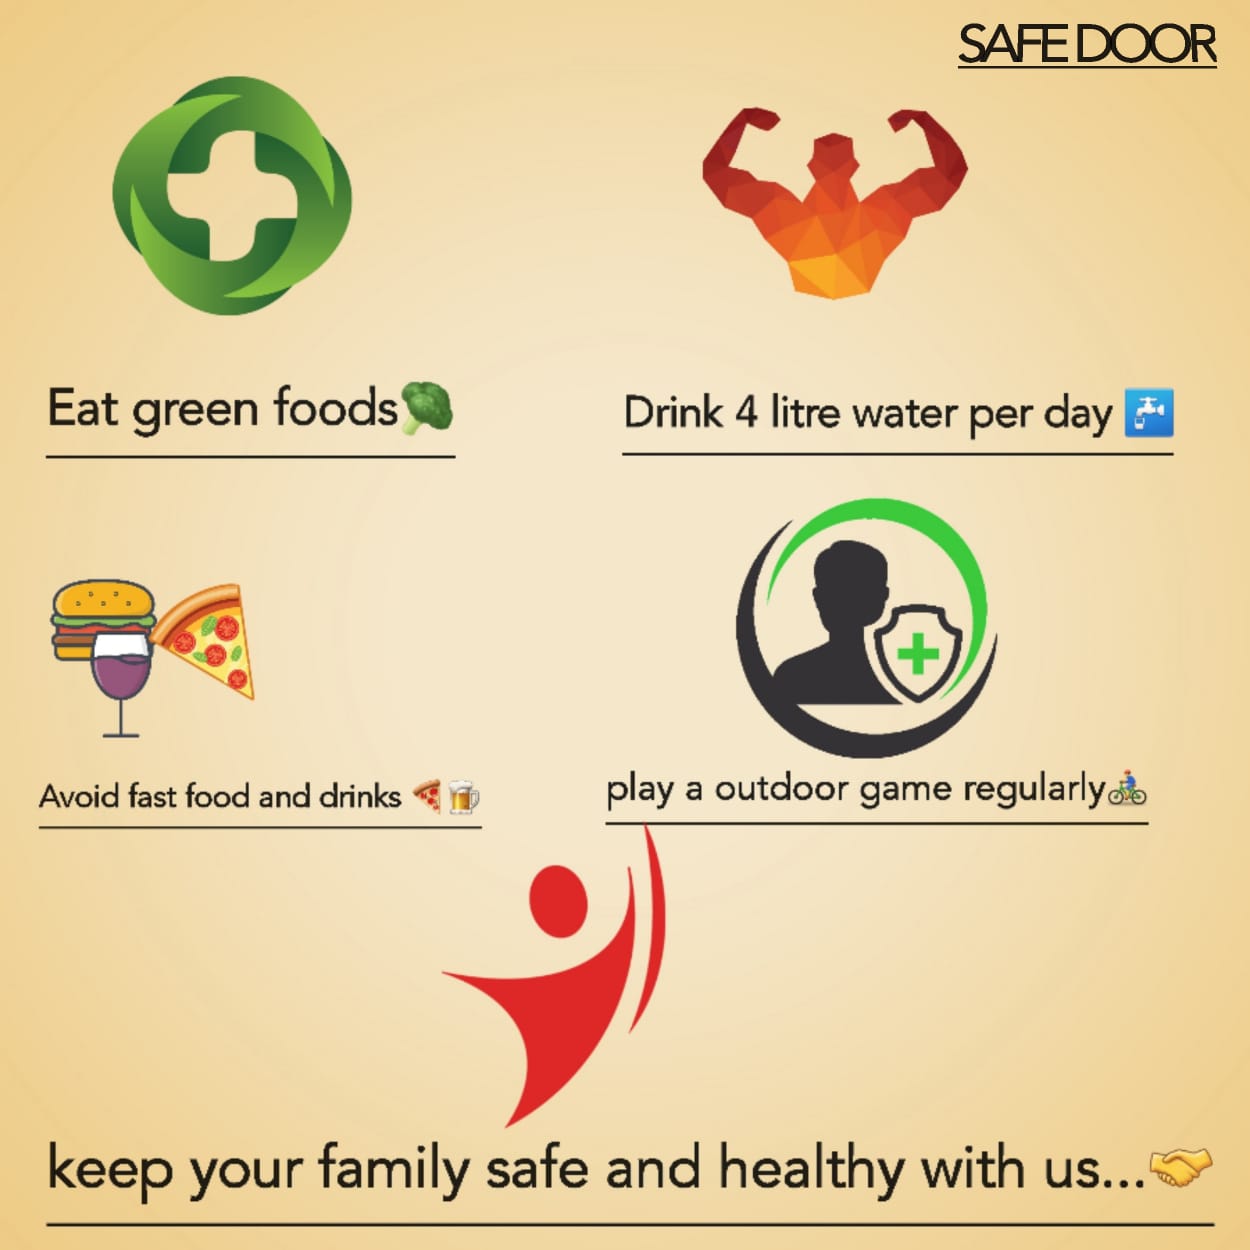 SAFE DOOR
Eat green foods🥦
Drink 4 litre water per day 🚰
Avoid fast food and drinks 🍕🍺
play a outdoor game regularly🚴
keep your family safe and healthy with us...🤝